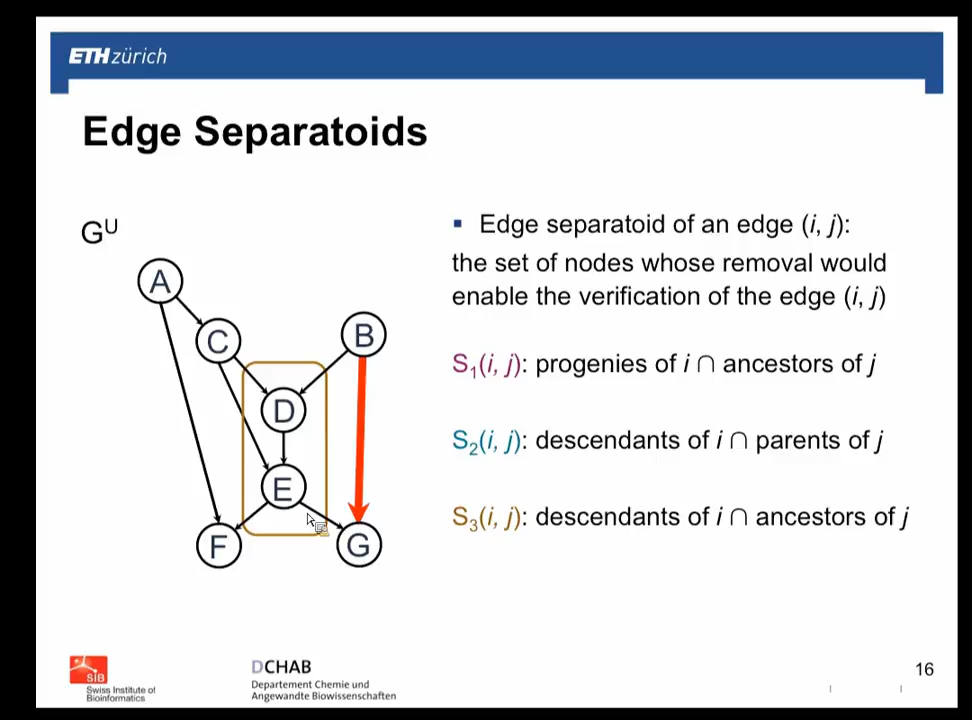 ETH zürich
Edge Separatoids
Gᵁ
A
C
B
D
E
F
G
▪ Edge separatoid of an edge (i, j):
the set of nodes whose removal would
enable the verification of the edge (i, j)
S₁(i, j): progenies of i ∩ ancestors of j
S₂(i, j): descendants of i ∩ parents of j
S₃(i, j): descendants of i ∩ ancestors of j
SIB
Swiss Institute of
Bioinformatics
DCHAB
Departement Chemie und
Angewandte Biowissenschaften
16